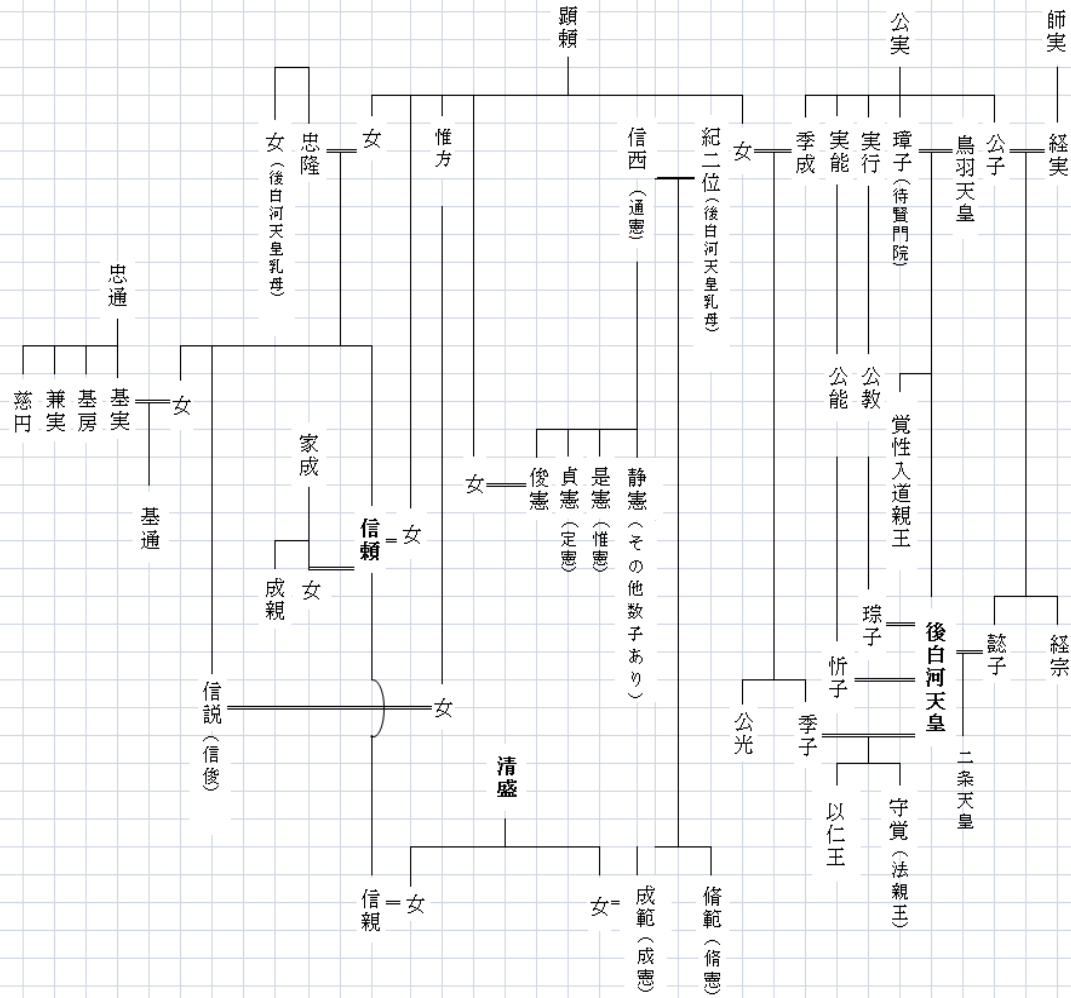 師実
公実
顕頼
経実
公子
鳥羽天皇
璋子（待賢門院）
実行
実能
季成
女
紀二位（後白河天皇乳母）
信西（通憲）
惟方
女
忠隆
女（後白河天皇乳母）
忠通
公教
公能
覚性入道親王
基実
基房
兼実
慈円
女
基通
家成
静憲（その他数子あり）
是憲（惟憲）
貞憲（定憲）
俊憲
女
信頼
女
成親
女
琮子
後白河天皇
懿子
経宗
忻子
季子
公光
信説（信俊）
女
清盛
二条天皇
守覚（法親王）
以仁王
脩範（脩憲）
成範（成憲）
女
女
信親